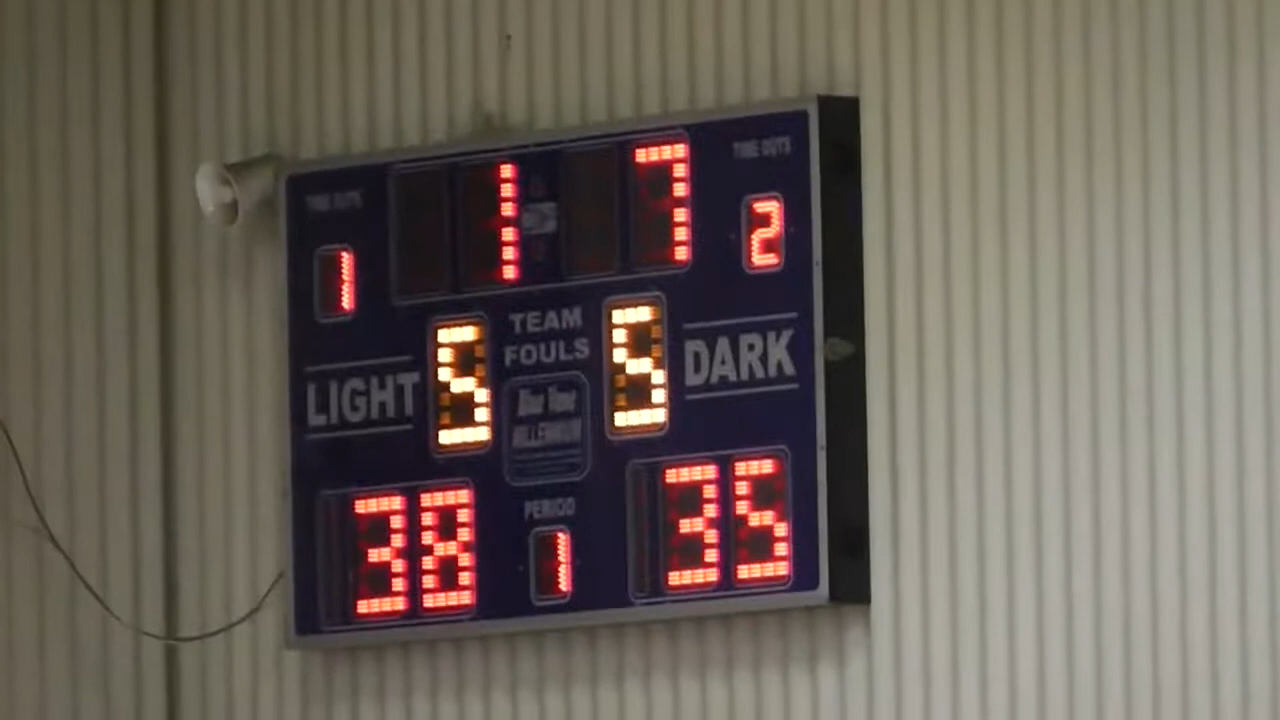 TIME OUTS
1 7
TIME OUTS
1
2
TEAM
FOULS
5
5
LIGHT
DARK
PERIOD
38
1
35